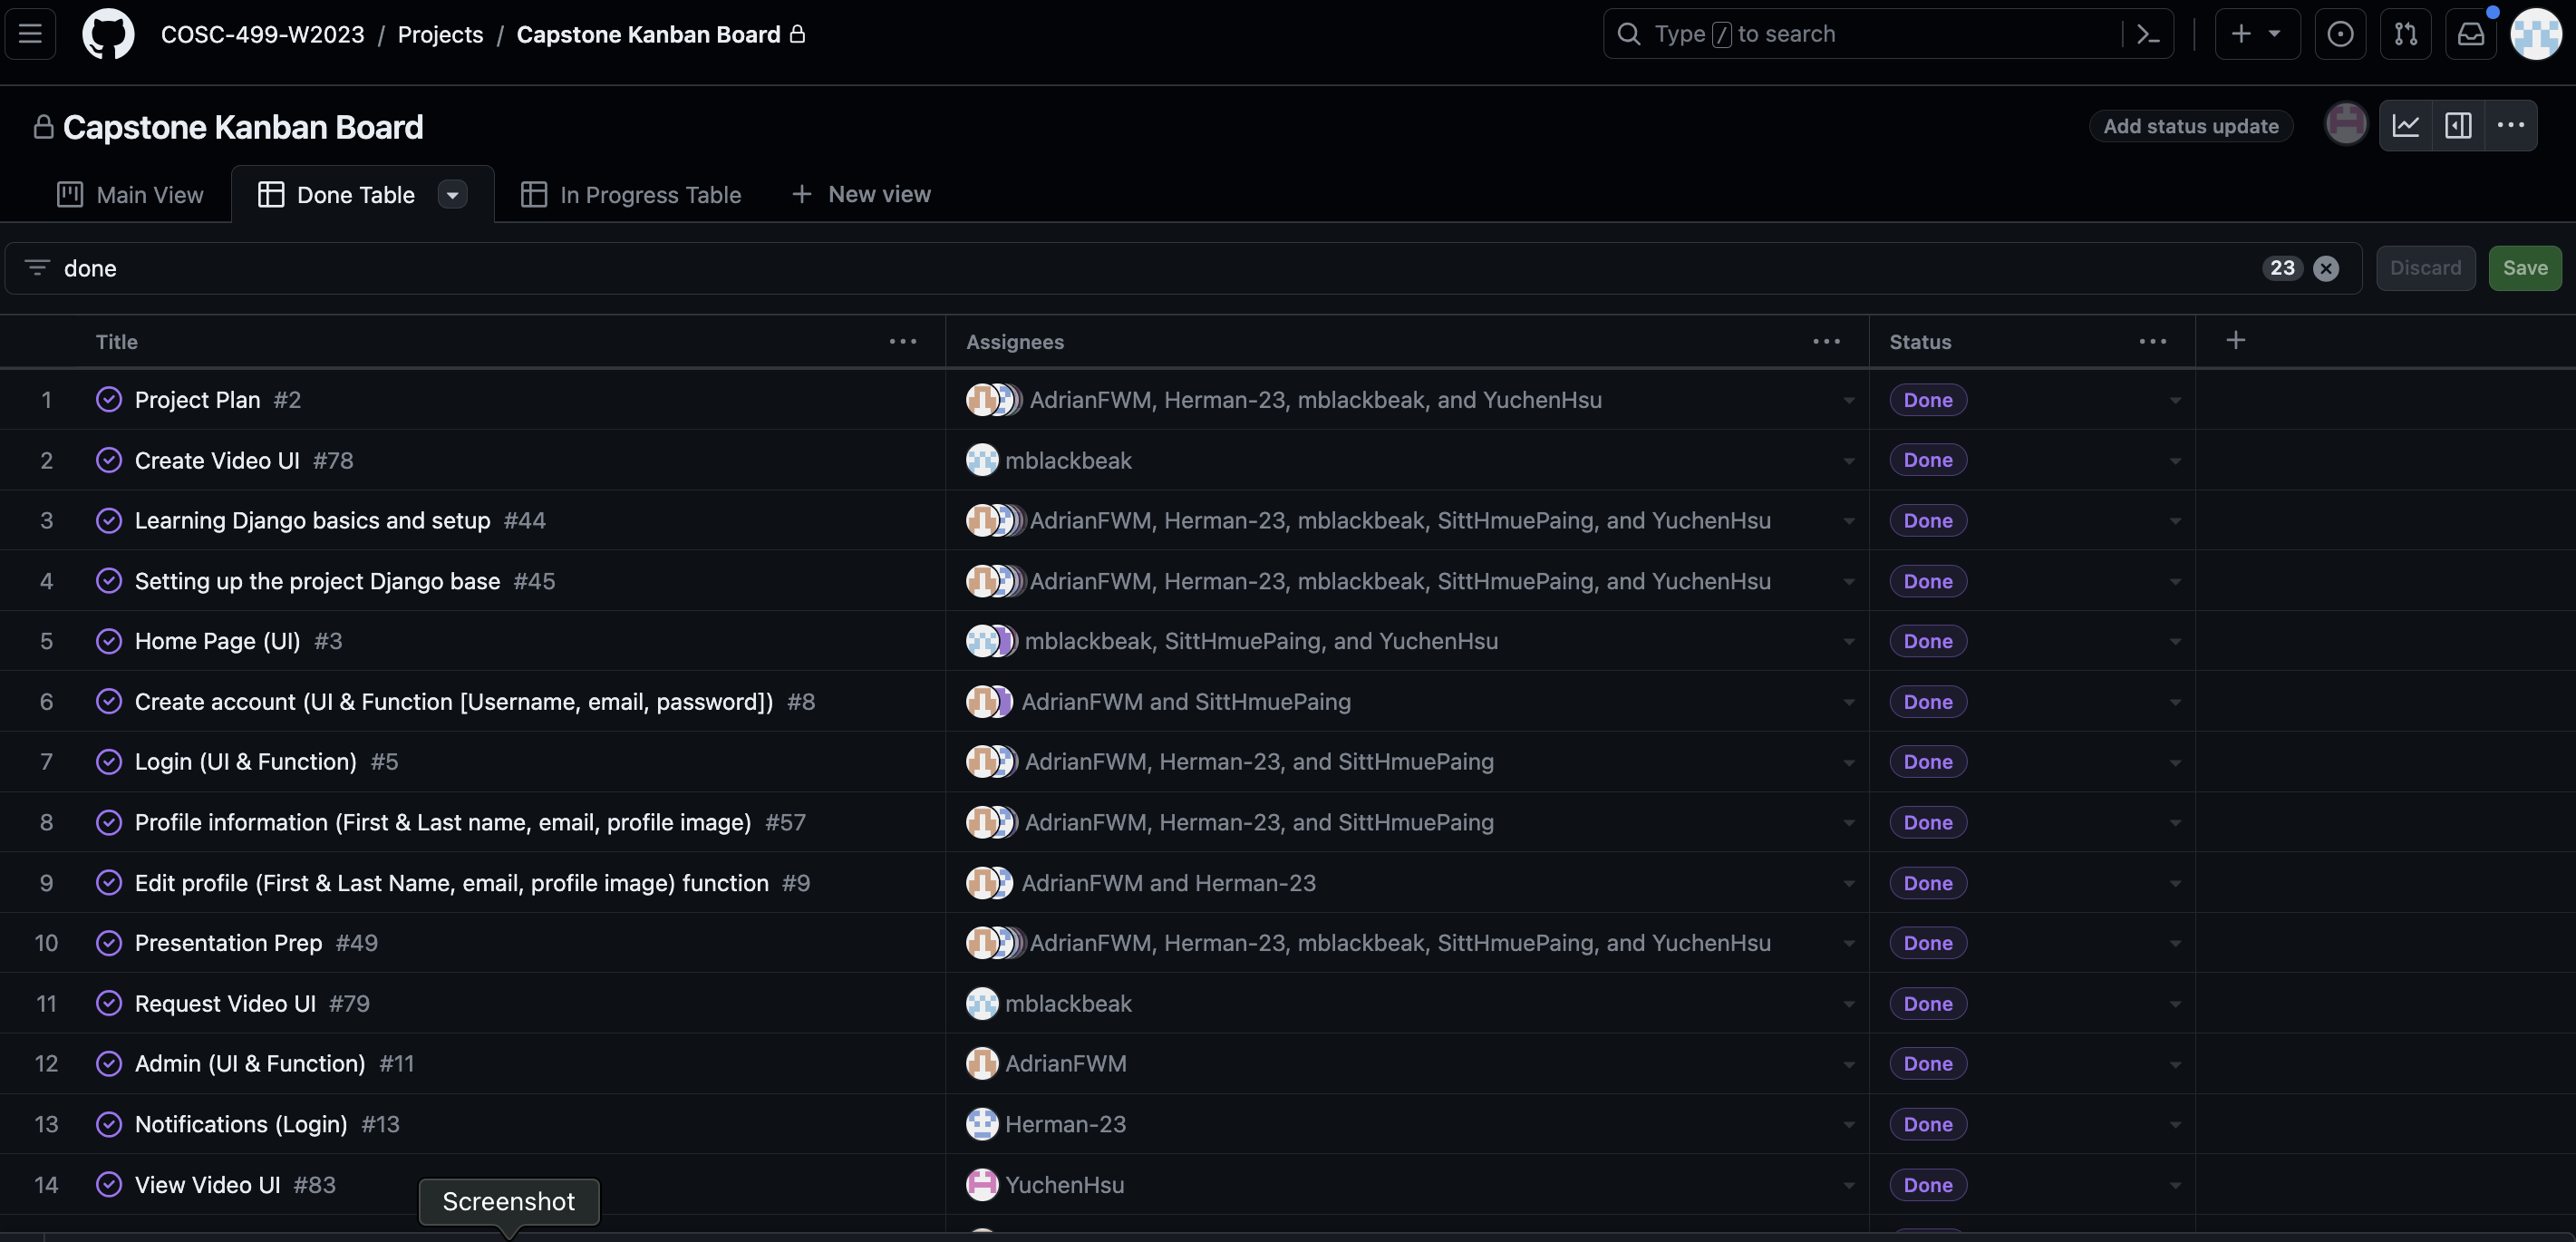 COSC-499-W2023 / Projects / Capstone Kanban Board
Type / to search
Capstone Kanban Board
Add status update
Main View
Done Table
In Progress Table
New view
done
23
Discard
Save
Title
Assignees
Status
1 Project Plan #2 AdrianFWM, Herman-23, mblackbeak, and YuchenHsu Done
2 Create Video UI #78 mblackbeak Done
3 Learning Django basics and setup #44 AdrianFWM, Herman-23, mblackbeak, SittHmuePaing, and YuchenHsu Done
4 Setting up the project Django base #45 AdrianFWM, Herman-23, mblackbeak, SittHmuePaing, and YuchenHsu Done
5 Home Page (UI) #3 mblackbeak, SittHmuePaing, and YuchenHsu Done
6 Create account (UI & Function [Username, email, password]) #8 AdrianFWM and SittHmuePaing Done
7 Login (UI & Function) #5 AdrianFWM, Herman-23, and SittHmuePaing Done
8 Profile information (First & Last name, email, profile image) #57 AdrianFWM, Herman-23, and SittHmuePaing Done
9 Edit profile (First & Last Name, email, profile image) function #9 AdrianFWM and Herman-23 Done
10 Presentation Prep #49 AdrianFWM, Herman-23, mblackbeak, SittHmuePaing, and YuchenHsu Done
11 Request Video UI #79 mblackbeak Done
12 Admin (UI & Function) #11 AdrianFWM Done
13 Notifications (Login) #13 Herman-23 Done
14 View Video UI #83 YuchenHsu Done
Screenshot